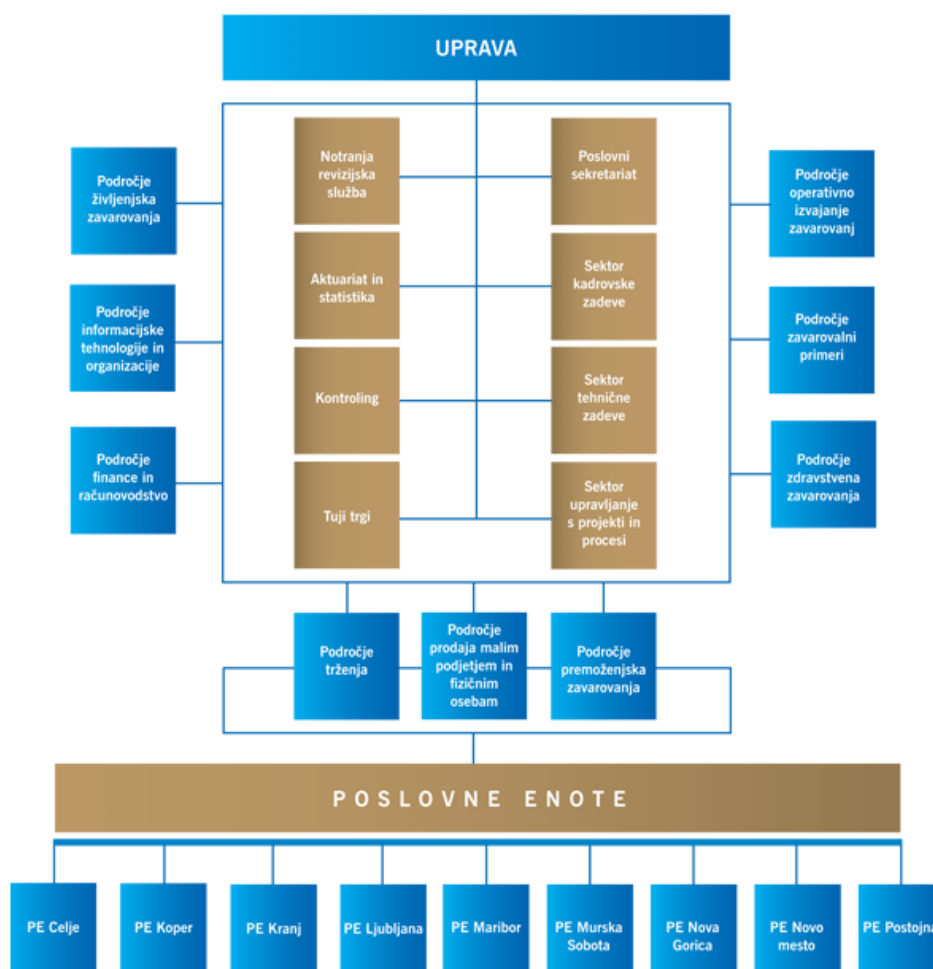 UPRAVA
Notranja
revizijska
služba
Poslovni
sekretariat
Področje
življenjska
zavarovanja
Področje
operativno
izvajanje
zavarovanj
Aktuariat in
statistika
Sektor
kadrovske
zadeve
Področje
informacijske
tehnologije in
organizacije
Področje
zavarovalni
primeri
Kontroling
Sektor
tehnične
zadeve
Področje
finance in
računovodstvo
Področje
zdravstvena
zavarovanja
Tuji trgi
Sektor
upravljanje
s projekti in
procesi
Področje
trženja
Področje
prodaja malim
podjetjem in
fizičnim
osebam
Področje
premoženjska
zavarovanja
POSLOVNE ENOTE
PE Celje
PE Koper
PE Kranj
PE Ljubljana
PE Maribor
PE Murska
Sobota
PE Nova
Gorica
PE Novo
mesto
PE Postojna